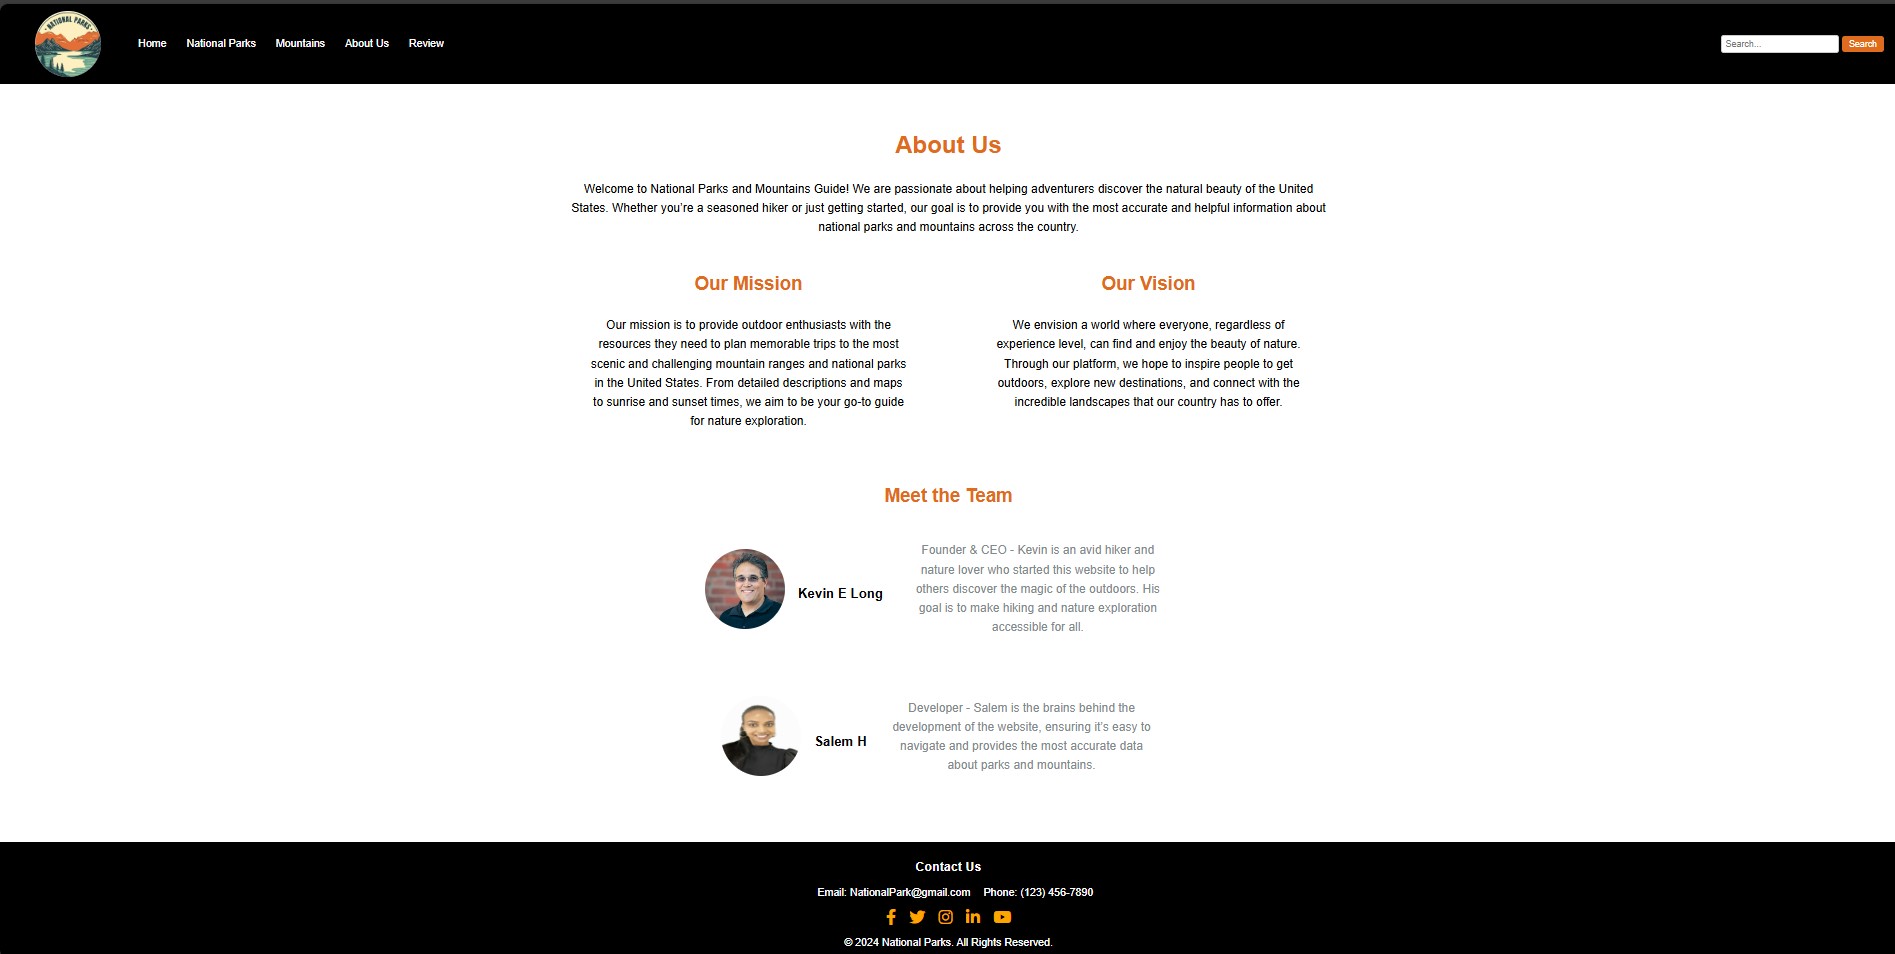 NATIONAL PARKS
Home National Parks Mountains About Us Review
Search... Search
About Us
Welcome to National Parks and Mountains Guide! We are passionate about helping adventurers discover the natural beauty of the United
States. Whether you’re a seasoned hiker or just getting started, our goal is to provide you with the most accurate and helpful information about
national parks and mountains across the country.
Our Mission
Our mission is to provide outdoor enthusiasts with the
resources they need to plan memorable trips to the most
scenic and challenging mountain ranges and national parks
in the United States. From detailed descriptions and maps
to sunrise and sunset times, we aim to be your go-to guide
for nature exploration.
Our Vision
We envision a world where everyone, regardless of
experience level, can find and enjoy the beauty of nature.
Through our platform, we hope to inspire people to get
outdoors, explore new destinations, and connect with the
incredible landscapes that our country has to offer.
Meet the Team
Kevin E Long
Founder & CEO - Kevin is an avid hiker and
nature lover who started this website to help
others discover the magic of the outdoors. His
goal is to make hiking and nature exploration
accessible for all.
Salem H
Developer - Salem is the brains behind the
development of the website, ensuring it's easy to
navigate and provides the most accurate data
about parks and mountains.
Contact Us
Email: NationalPark@gmail.com Phone: (123) 456-7890
© 2024 National Parks. All Rights Reserved.